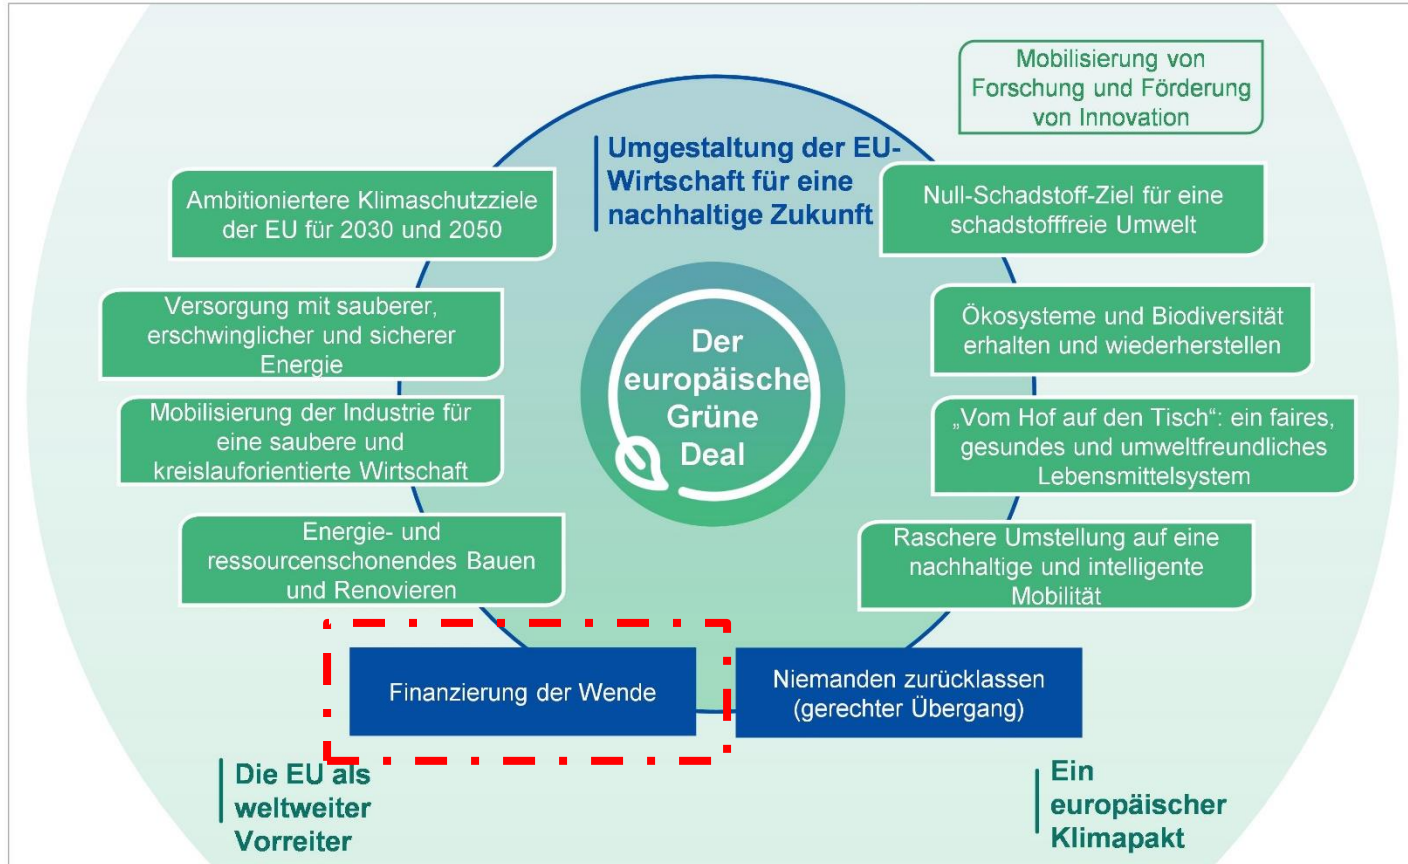 Mobilisierung von
Forschung und Förderung
von Innovation
Umgestaltung der EU-
Wirtschaft für eine
nachhaltige Zukunft
Ambitioniertere Klimaschutzziele
der EU für 2030 und 2050
Null-Schadstoff-Ziel für eine
schadstofffreie Umwelt
Versorgung mit sauberer,
erschwinglicher und sicherer
Energie
Ökosysteme und Biodiversität
erhalten und wiederherstellen
Der
europäische
Grüne
Deal
Mobilisierung der Industrie für
eine saubere und
kreislauforientierte Wirtschaft
„Vom Hof auf den Tisch“: ein faires,
gesundes und umweltfreundliches
Lebensmittelsystem
Energie- und
ressourcenschonendes Bauen
und Renovieren
Raschere Umstellung auf eine
nachhaltige und intelligente
Mobilität
Finanzierung der Wende
Niemanden zurücklassen
(gerechter Übergang)
Die EU als
weltweiter
Vorreiter
Ein
europäischer
Klimapakt